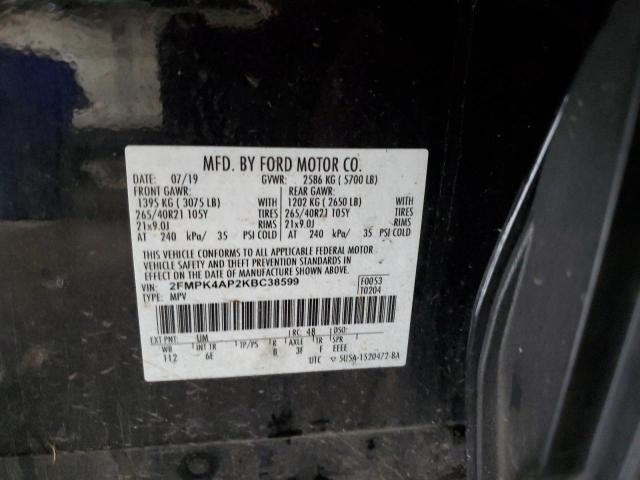 MFD. BY FORD MOTOR CO.
DATE: 07/19 GVWR: 2586 KG ( 5700 LB)
FRONT GAWR: REAR GAWR:
1395 KG ( 3075 LB) WITH 1202 KG ( 2650 LB) WITH
265/40R21 105Y TIRES 265/40R21 105Y TIRES
21x9.0J RIMS 21x9.0J RIMS
AT 240 kPa/ 35 PSI COLD AT 240 kPa/ 35 PSI COLD
THIS VEHICLE CONFORMS TO ALL APPLICABLE FEDERAL MOTOR
VEHICLE SAFETY AND BUMPER STANDARDS IN
EFFECT ON THE DATE OF MANUFACTURE SHOWN ABOVE.
VIN: 2FMPK4AP2KBC38599 F0053
TYPE: MPV T0204
EXT PNT: UM RC: 48 DSO:
WB INT TR TP/PS R AXLE TR SPR
112 6E B 3F F EEEE
UTC 5U5A-1520472-BA